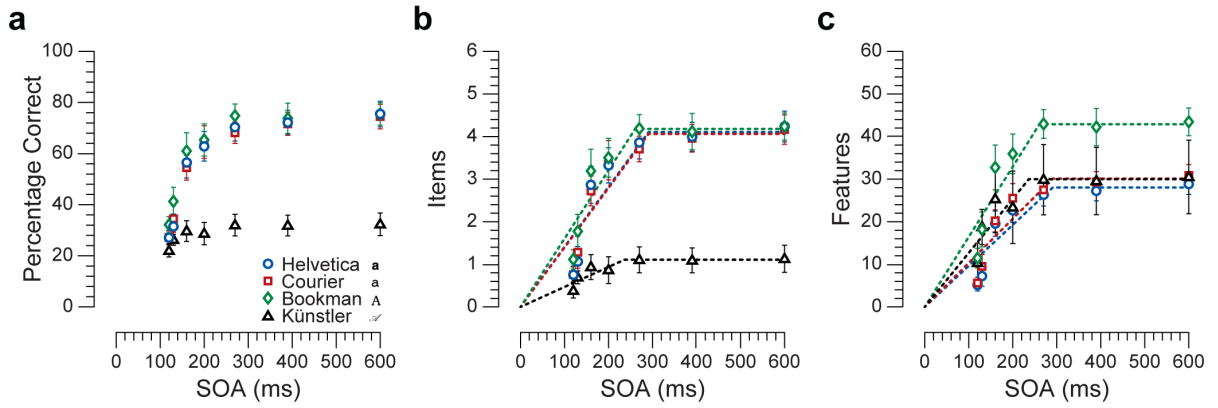 a
Percentage Correct
100
80
60
40
20
0
Helvetica a
Courier a
Bookman A
Künstler A
0 100 200 300 400 500 600
SOA (ms)
b
Items
6
5
4
3
2
1
0
0 100 200 300 400 500 600
SOA (ms)
c
Features
60
50
40
30
20
10
0
0 100 200 300 400 500 600
SOA (ms)